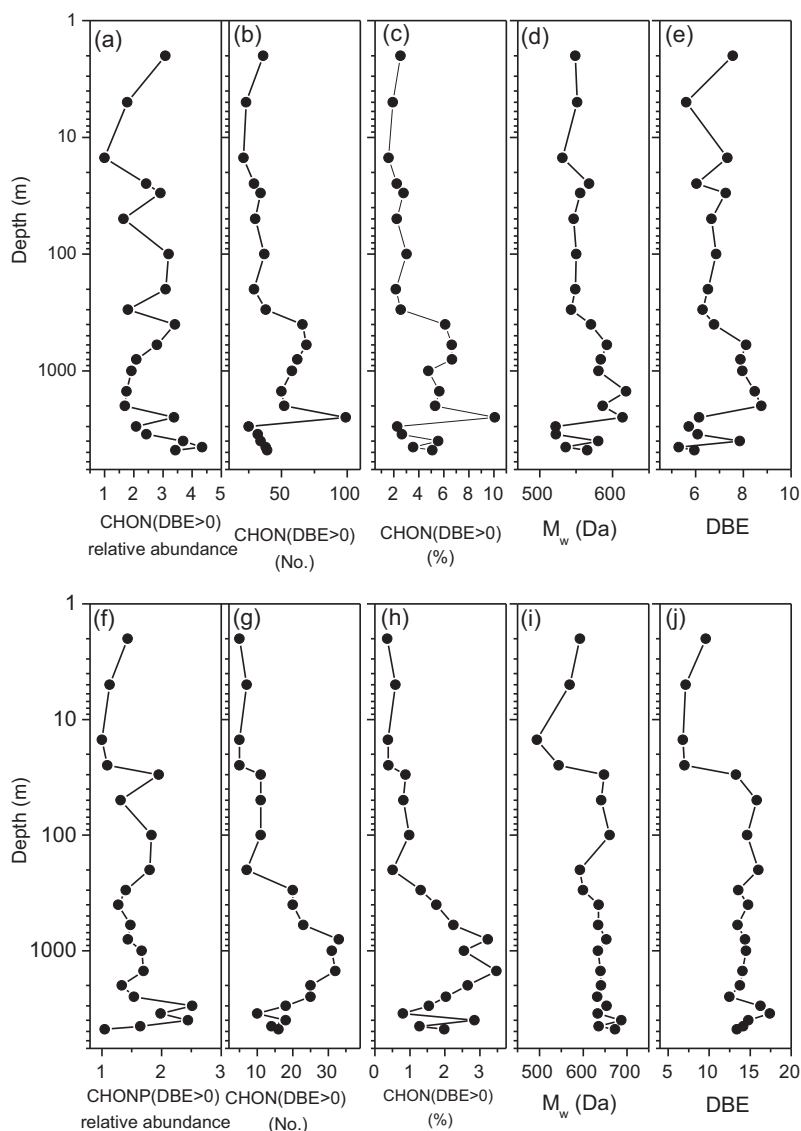 (a) (b) (c) (d) (e)
1
10
100
1000
Depth (m)
1 2 3 4 5 50 100 2 4 6 8 10 500 600 6 8 10
CHON(DBE>0)
relative abundance
CHON(DBE>0)
(No.)
CHON(DBE>0)
(%)
Mw (Da)
DBE
(f) (g) (h) (i) (j)
1
10
100
1000
Depth (m)
1 2 3 10 20 30 0 1 2 3 500 600 700 5 10 15 20
CHONP(DBE>0)
relative abundance
CHON(DBE>0)
(No.)
CHON(DBE>0)
(%)
Mw (Da)
DBE